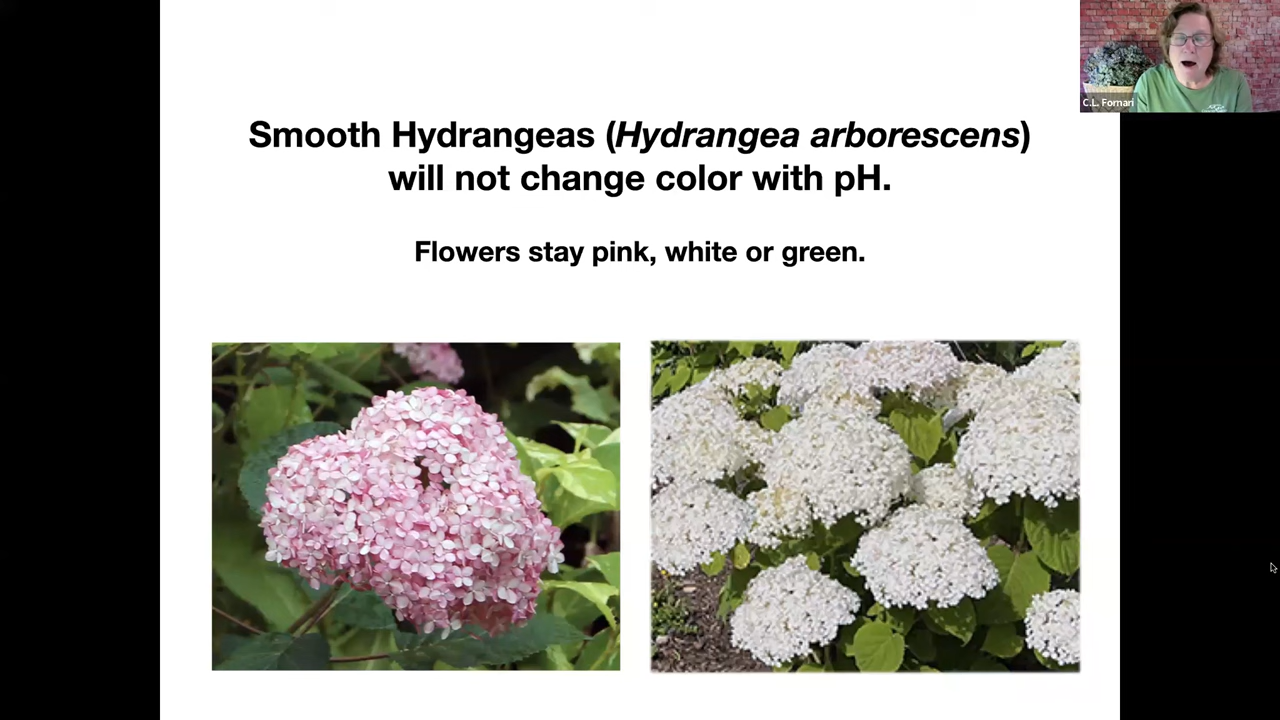 Smooth Hydrangeas (Hydrangea arborescens)
will not change color with pH.
Flowers stay pink, white or green.
C.L. Fornari